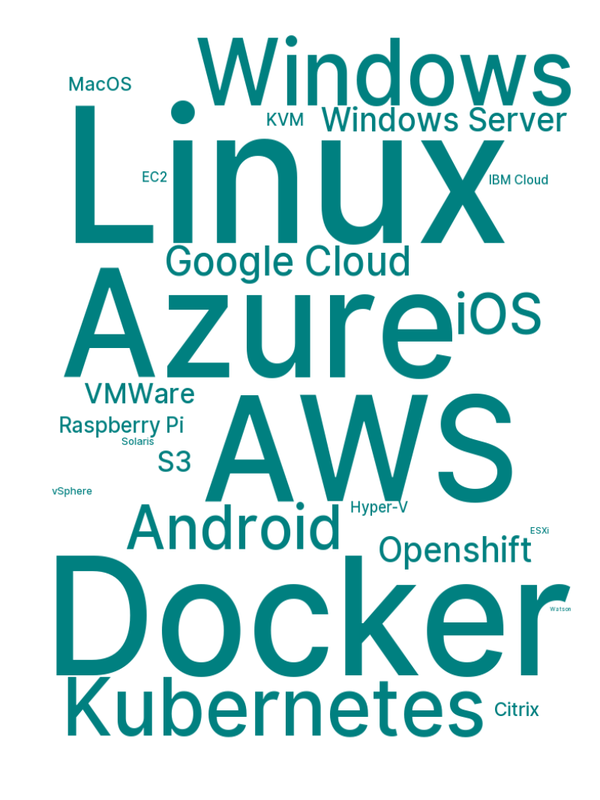 Windows
MacOS
KVM
Windows Server
Linux
EC2
IBM Cloud
Google Cloud
Azure
iOS
VMWare
Raspberry Pi
Solaris
AWS
S3
vSphere
Hyper-V
Android
ESXi
Openshift
Docker
Watson
Kubernetes
Citrix